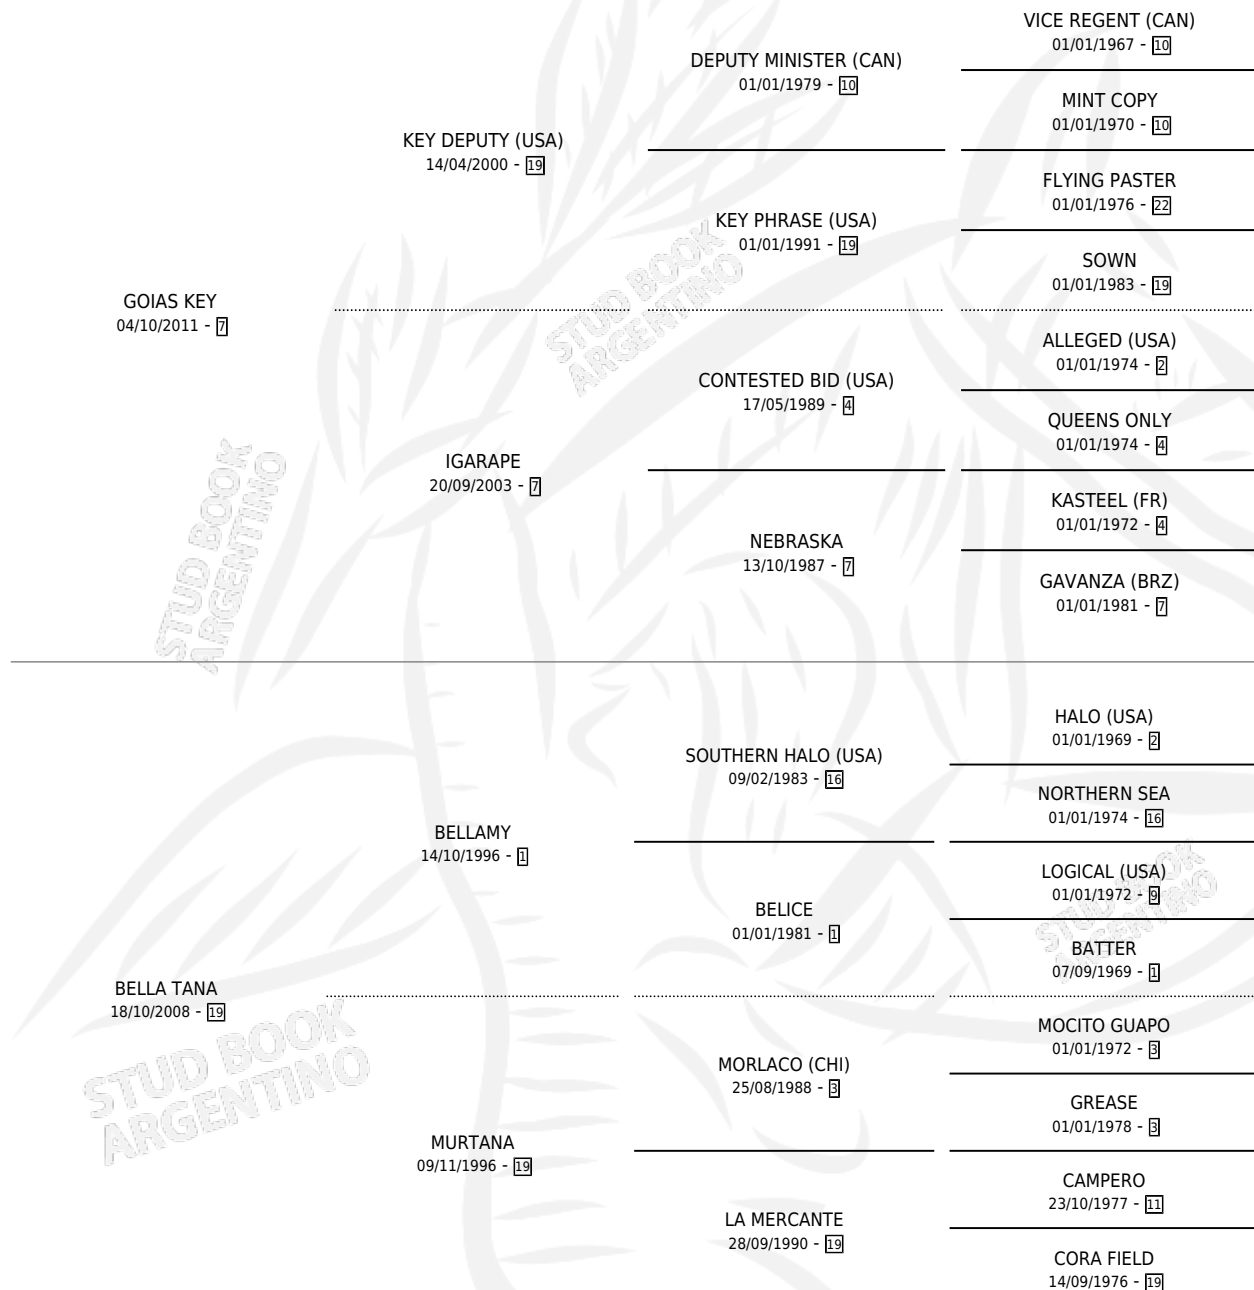 VICE REGENT (CAN)
01/01/1967 - 10
DEPUTY MINISTER (CAN)
01/01/1979 - 10
MINT COPY
01/01/1970 - 10
KEY DEPUTY (USA)
14/04/2000 - 19
FLYING PASTER
01/01/1976 - 22
KEY PHRASE (USA)
01/01/1991 - 19
SOWN
01/01/1983 - 19
STUD BOOK
ARGENTINO
GOIAS KEY
04/10/2011 - 7
ALLEGED (USA)
01/01/1974 - 2
CONTESTED BID (USA)
17/05/1989 - 4
QUEENS ONLY
01/01/1974 - 4
IGARAPE
20/09/2003 - 7
KASTEEL (FR)
01/01/1972 - 4
NEBRASKA
13/10/1987 - 7
GAVANZA (BRZ)
01/01/1981 - 7
STUD BOOK
ARGENTINO
HALO (USA)
01/01/1969 - 2
SOUTHERN HALO (USA)
09/02/1983 - 16
NORTHERN SEA
01/01/1974 - 16
BELLAMY
14/10/1996 - 1
LOGICAL (USA)
01/01/1972 - 9
BELICE
01/01/1981 - 1
BATTER
07/09/1969 - 1
STUD BOOK
ARGENTINO
BELLA TANA
18/10/2008 - 19
MOCITO GUAPO
01/01/1972 - 3
MORLACO (CHI)
25/08/1988 - 3
GREASE
01/01/1978 - 3
STUD BOOK
ARGENTINO
MURTANA
09/11/1996 - 19
CAMPERO
23/10/1977 - 11
LA MERCANTE
28/09/1990 - 19
CORA FIELD
14/09/1976 - 19